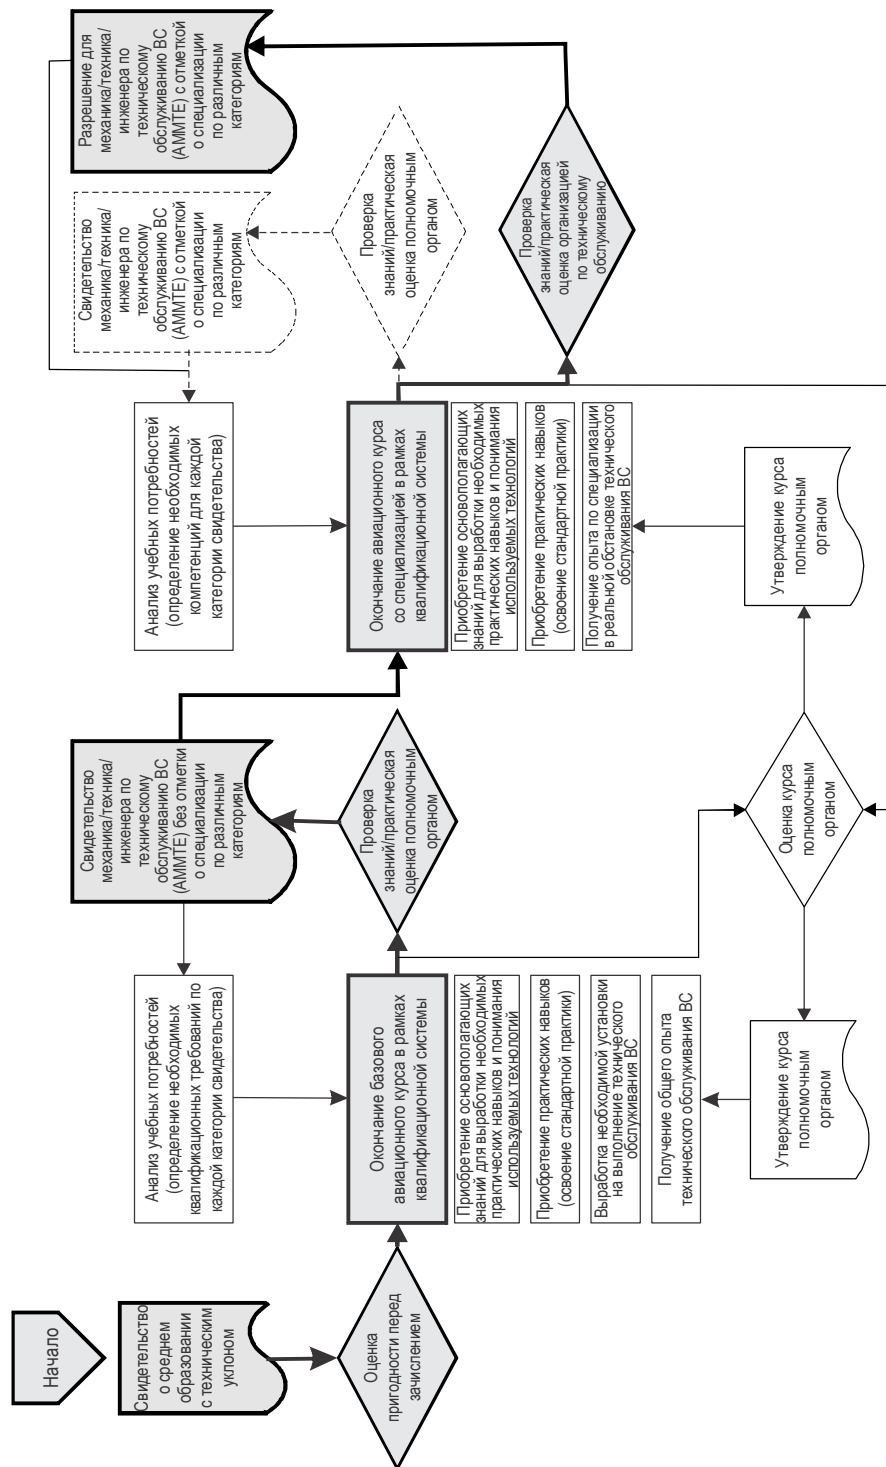 Начало
Свидетельство
о среднем
образовании
с техническим
уклоном
Оценка
пригодности перед
зачислением
Анализ учебных потребностей
(определение необходимых
квалификационных требований по
каждой категории свидетельства)
Окончание базового
авиационного курса в рамках
квалификационной системы
Приобретение основополагающих
знаний для выработки необходимых
практических навыков и понимания
используемых технологий
Приобретение практических навыков
(освоение стандартной практики)
Выработка необходимой установки
на выполнение технического
обслуживания ВС
Получение общего опыта
технического обслуживания ВС
Утверждение курса
полномочным
органом
Свидетельство
механика/техника/
инженера по
техническому
обслуживанию ВС
(AMMTE) без отметки
о специализации
по различным
категориям
Проверка
знаний/практическая
оценка полномочным
органом
Оценка курса
полномочным
органом
Анализ учебных потребностей
(определение необходимых
компетенций для каждой
категории свидетельства)
Окончание авиационного курса
со специализацией в рамках
квалификационной системы
Приобретение основополагающих
знаний для выработки необходимых
практических навыков и понимания
используемых технологий
Приобретение практических навыков
(освоение стандартной практики)
Получение опыта по специализации
в реальной обстановке технического
обслуживания ВС
Утверждение курса
полномочным
органом
Свидетельство
механика/техника/
инженера по
техническому
обслуживанию ВС
(AMMTE) с отметкой
о специализации
по различным
категориям
Проверка
знаний/практическая
оценка полномочным
органом
Разрешение для
механика/техника/
инженера по
техническому
обслуживанию ВС
(AMMTE) с отметкой
о специализации
по различным
категориям
Проверка
знаний/практическая
оценка организацией
по техническому
обслуживанию